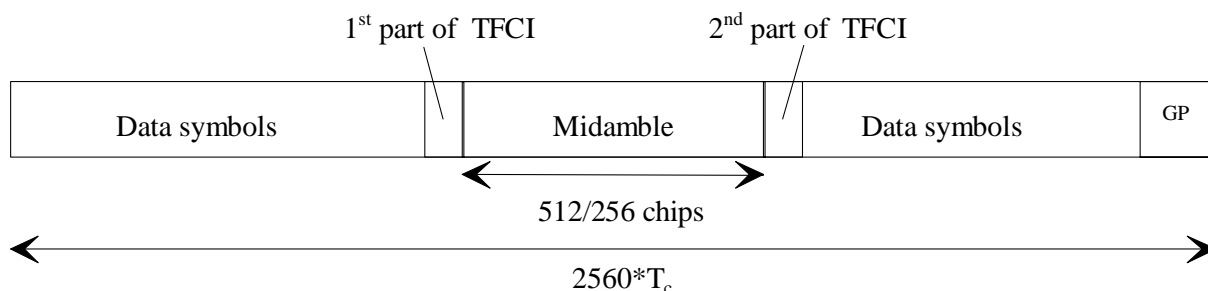 1st part of TFCI
2nd part of TFCI
Data symbols
Midamble
Data symbols
GP
512/256 chips
2560*Tc